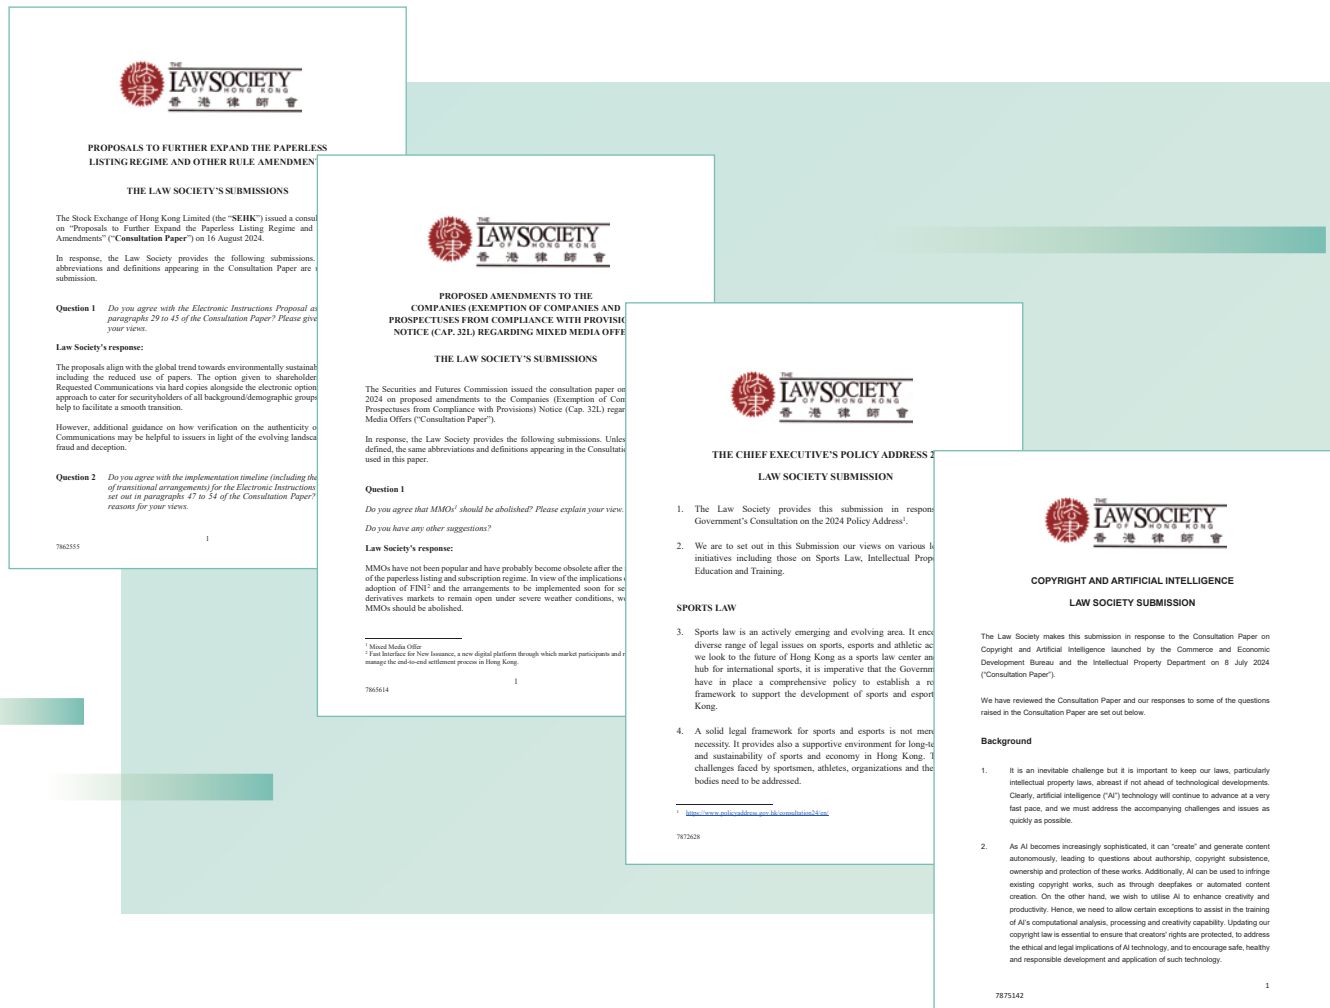 THE
LAW SOCIETY
OF HONG KONG
香港律師會
PROPOSALS TO FURTHER EXPAND THE PAPERLESS
LISTING REGIME AND OTHER RULE
THE LAW SOCIETY'S SUBMISSIONS
The Stock Exchange of Hong Kong Limited (the “SEHK”) issued a
on “Proposals to Further Expand the Paperless Listing Regime and
Amendments” (“Consultation Paper”) on 16 August 2024.
In response, the Law Society provides the following submissions.
abbreviations and definitions appearing in the Consultation Paper are
submission.
Question 1 Do you agree with the Electronic Instructions Proposal as
paragraphs 29 to 45 of the Consultation Paper? Please give
your views.
Law Society's response:
The proposals align with the global trend towards environmentally
including the reduced use of papers. The option given to
Requested Communications via hard copies alongside the electronic option
approach to cater for securityholders of all background/demographic groups
help to facilitate a smooth transition.
However, additional guidance on how verification on the authenticity
Communications may be helpful to issuers in light of the evolving
fraud and deception.
Question 2 Do you agree with the implementation timeline (including the
of transitional arrangements) for the Electronic Instructions
set out in paragraphs 47 to 54 of the Consultation Paper?
reasons for your views.
1
7862555
THE
LAW SOCIETY
OF HONG KONG
香港律師會
PROPOSED AMENDMENTS TO THE
COMPANIES (EXEMPTION OF COMPANIES AND
PROSPECTUSES FROM COMPLIANCE WITH
NOTICE (CAP. 32L) REGARDING MIXED MEDIA
THE LAW SOCIETY'S SUBMISSIONS
The Securities and Futures Commission issued the consultation paper on
2024 on proposed amendments to the Companies (Exemption of
Prospectuses from Compliance with Provisions) Notice (Cap. 32L)
Media Offers (“Consultation Paper”).
In response, the Law Society provides the following submissions.
defined, the same abbreviations and definitions appearing in the
used in this paper.
Question 1
Do you agree that MMOs1 should be abolished? Please explain your view.
Do you have any other suggestions?
Law Society's response:
MMOs have not been popular and have probably become obsolete after the
of the paperless listing and subscription regime. In view of the implications
adoption of FINI2 and the arrangements to be implemented soon for
derivatives markets to remain open under severe weather conditions,
MMOs should be abolished.
1 Mixed Media Offer
2 Fast Interface for New Issuance, a new digital platform through which market participants and
manage the end-to-end settlement process in Hong Kong.
1
7865614
THE
LAW SOCIETY
OF HONG KONG
香港律師會
THE CHIEF EXECUTIVE'S POLICY ADDRESS
LAW SOCIETY SUBMISSION
1. The Law Society provides this submission in
Government's Consultation on the 2024 Policy Address1.
2. We are to set out in this Submission our views on various
initiatives including those on Sports Law, Intellectual
Education and Training.
SPORTS LAW
3. Sports law is an actively emerging and evolving area. It
diverse range of legal issues on sports, esports and athletic
we look to the future of Hong Kong as a sports law center
hub for international sports, it is imperative that the
have in place a comprehensive policy to establish a
framework to support the development of sports and
Kong.
4. A solid legal framework for sports and esports is not
necessity. It provides also a supportive environment for
and sustainability of sports and economy in Hong Kong.
challenges faced by sportsmen, athletes, organizations and
bodies need to be addressed.
1 https://www.policyaddress.gov.hk/consultation24/en/
7872628
THE
LAW SOCIETY
OF HONG KONG
香港律師會
COPYRIGHT AND ARTIFICIAL INTELLIGENCE
LAW SOCIETY SUBMISSION
The Law Society makes this submission in response to the Consultation Paper on
Copyright and Artificial Intelligence launched by the Commerce and Economic
Development Bureau and the Intellectual Property Department on 8 July 2024
(“Consultation Paper”).
We have reviewed the Consultation Paper and our responses to some of the questions
raised in the Consultation Paper are set out below.
Background
1. It is an inevitable challenge but it is important to keep our laws, particularly
intellectual property laws, abreast if not ahead of technological developments.
Clearly, artificial intelligence (“AI”) technology will continue to advance at a very
fast pace, and we must address the accompanying challenges and issues as
quickly as possible.
2. As AI becomes increasingly sophisticated, it can “create” and generate content
autonomously, leading to questions about authorship, copyright subsistence,
ownership and protection of these works. Additionally, AI can be used to infringe
existing copyright works, such as through deepfakes or automated content
creation. On the other hand, we wish to utilise AI to enhance creativity and
productivity. Hence, we need to allow certain exceptions to assist in the training
of AI's computational analysis, processing and creativity capability. Updating our
copyright law is essential to ensure that creators' rights are protected, to address
the ethical and legal implications of AI technology, and to encourage safe, healthy
and responsible development and application of such technology.
1
7875142